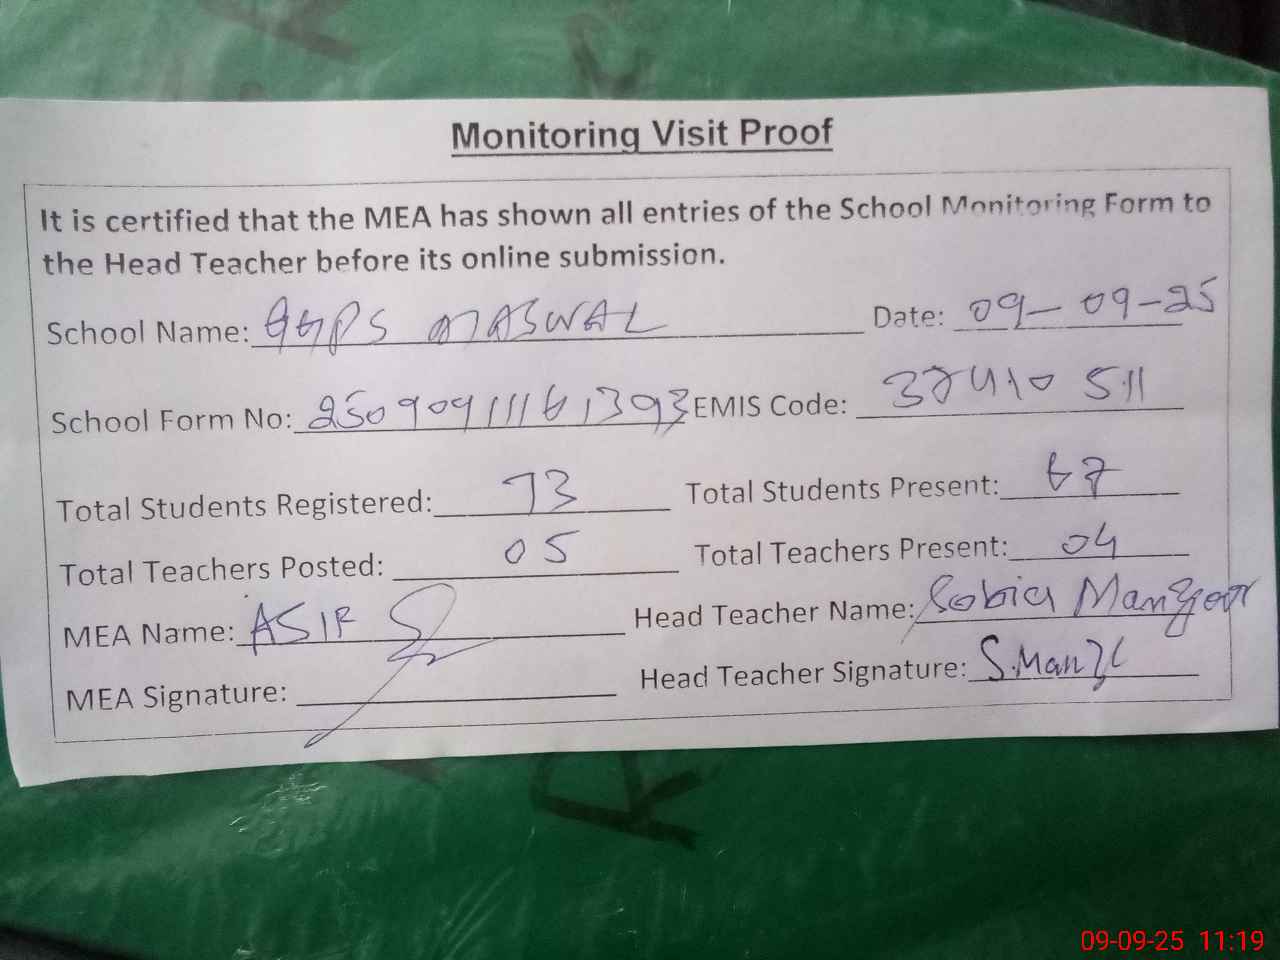 Monitoring Visit Proof
It is certified that the MEA has shown all entries of the School Monitoring Form to
the Head Teacher before its online submission.
School Name: GGPS MASWAL Date: 09-09-25
School Form No: 25090911161393 EMIS Code: 37410511
Total Students Registered: 73 Total Students Present: 67
Total Teachers Posted: 05 Total Teachers Present: 04
MEA Name: ASIF Head Teacher Name: Sobia Manzoor
MEA Signature: Head Teacher Signature: S.Manz
09-09-25 11:19